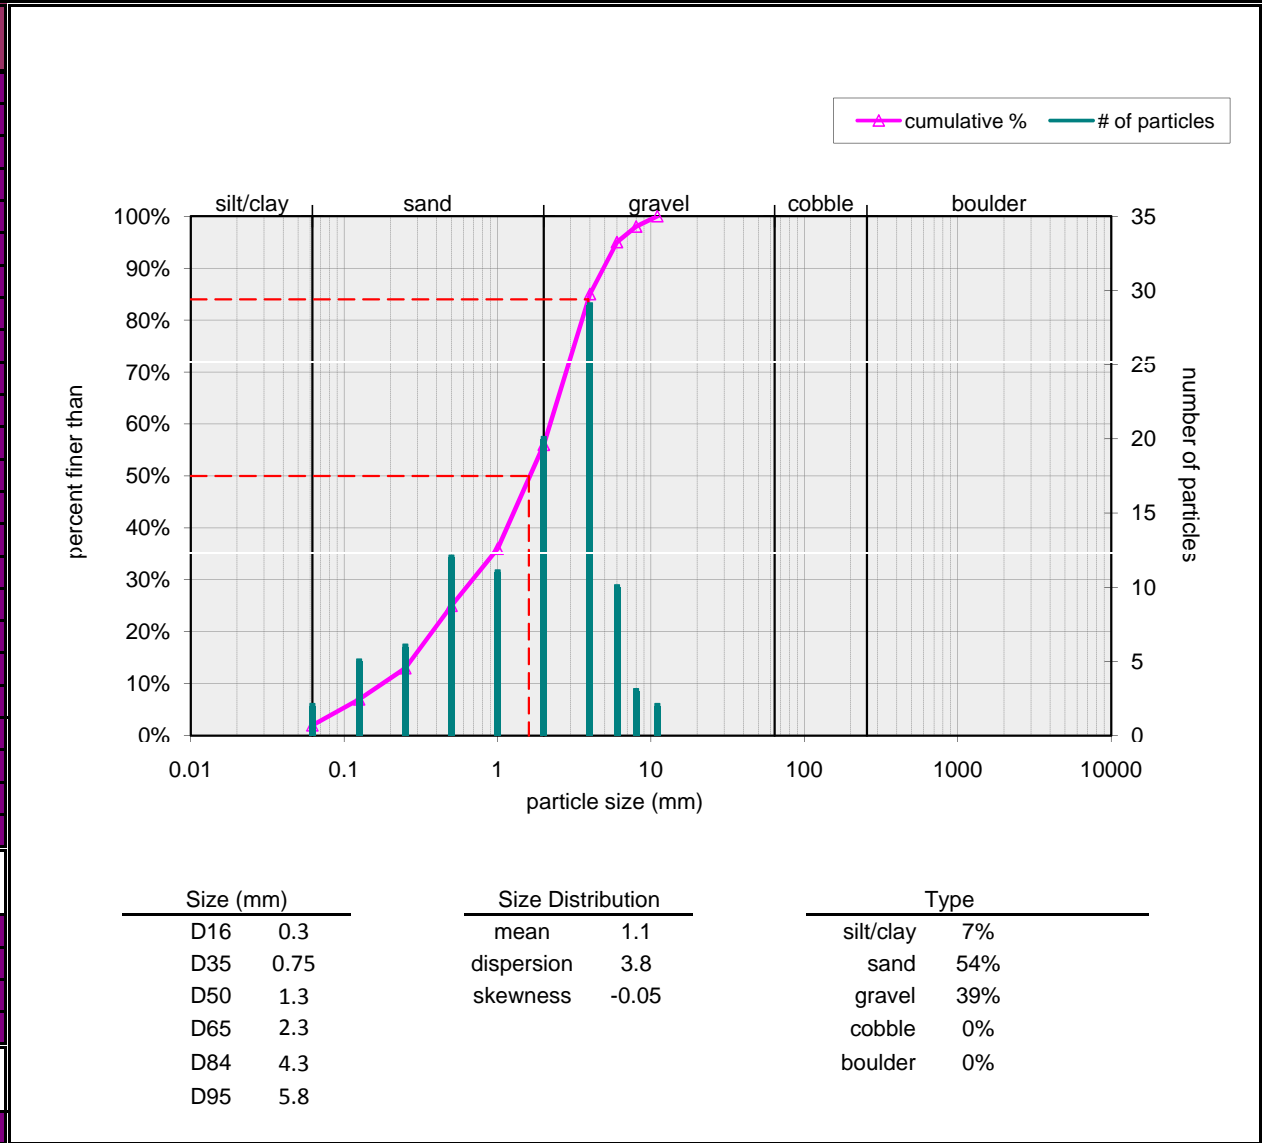 cumulative % # of particles
silt/clay sand gravel cobble boulder
100% 35
90%
30
80%
25
70%
60%
20
50%
15
40%
30%
10
20%
5
10%
0% 0
percent finer than
number of particles
0.01 0.1 1 10 100 1000 10000
particle size (mm)
Size (mm)
D16 0.3
D35 0.75
D50 1.3
D65 2.3
D84 4.3
D95 5.8
Size Distribution
mean 1.1
dispersion 3.8
skewness -0.05
Type
silt/clay 7%
sand 54%
gravel 39%
cobble 0%
boulder 0%